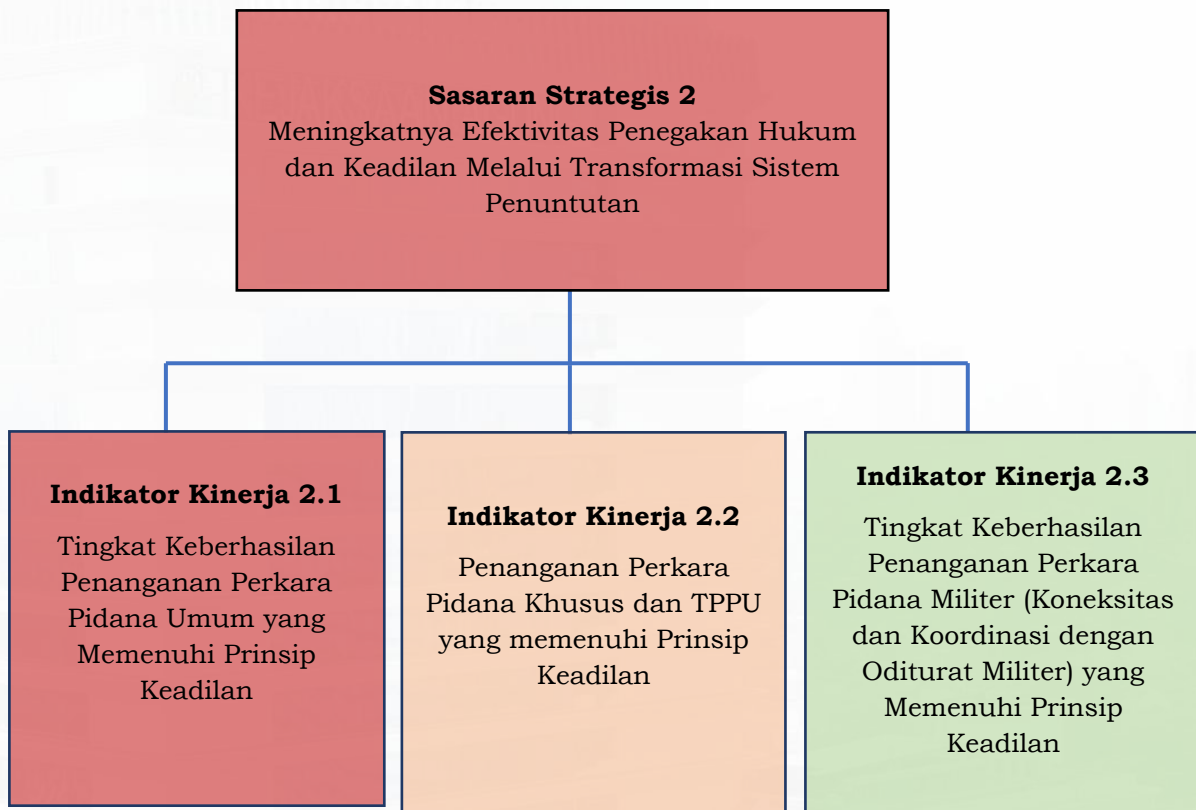 Sasaran Strategis 2
Meningkatnya Efektivitas Penegakan Hukum
dan Keadilan Melalui Transformasi Sistem
Penuntutan
Indikator Kinerja 2.1
Tingkat Keberhasilan
Penanganan Perkara
Pidana Umum yang
Memenuhi Prinsip
Keadilan
Indikator Kinerja 2.2
Penanganan Perkara
Pidana Khusus dan TPPU
yang memenuhi Prinsip
Keadilan
Indikator Kinerja 2.3
Tingkat Keberhasilan
Penanganan Perkara
Pidana Militer (Koneksitas
dan Koordinasi dengan
Oditurat Militer) yang
Memenuhi Prinsip
Keadilan